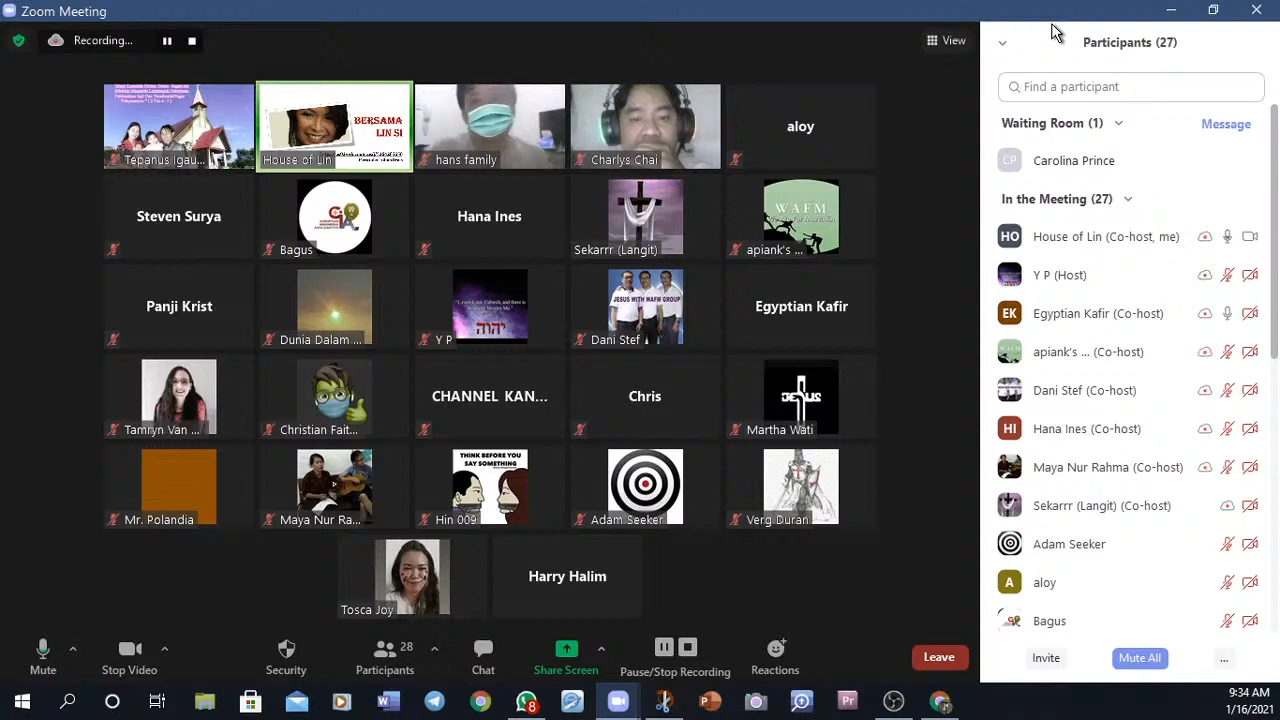 Zoom Meeting
Recording...
View
Participants (27)
Find a participant
Waiting Room (1)
Message
CP
Carolina Prince
In the Meeting (27)
HO
House of Lin (Co-host, me)
Y P (Host)
EK
Egyptian Kafir (Co-host)
apiank's ... (Co-host)
Dani Stef (Co-host)
HI
Hana Ines (Co-host)
Maya Nur Rahma (Co-host)
Sekarrr (Langit) (Co-host)
Adam Seeker
A
aloy
Bagus
Invite
Mute All
...
Tepanus Igau...
BERSAMA
LIN SI
House of Lin
hans family
Charlys Chai
aloy
Steven Surya
Bagus
Hana Ines
Sekarrr (Langit)
WAFM
apiank's ...
Panji Krist
Dunia Dalam ...
יהוה
Y P
JESUS WITH WAFM GROUP
Dani Stef
Egyptian Kafir
Tamryn Van ...
Christian Fait...
CHANNEL KAN...
Chris
JESUS
Martha Wati
Mr. Polandia
Maya Nur Ra...
THINK BEFORE YOU
SAY SOMETHING
Hin 009
Adam Seeker
Verg Duran
Tosca Joy
Harry Halim
Mute
Stop Video
Security
28
Participants
Chat
Share Screen
Pause/Stop Recording
Reactions
Leave
8
9:34 AM
1/16/2021